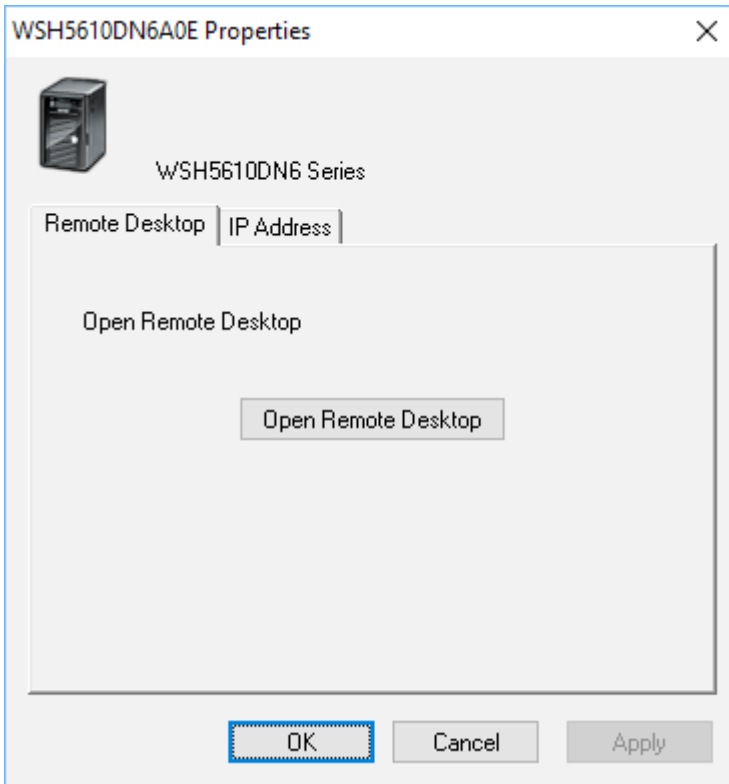 WSH5610DN6A0E Properties
WSH5610DN6 Series
Remote Desktop IP Address
Open Remote Desktop
Open Remote Desktop
OK Cancel Apply